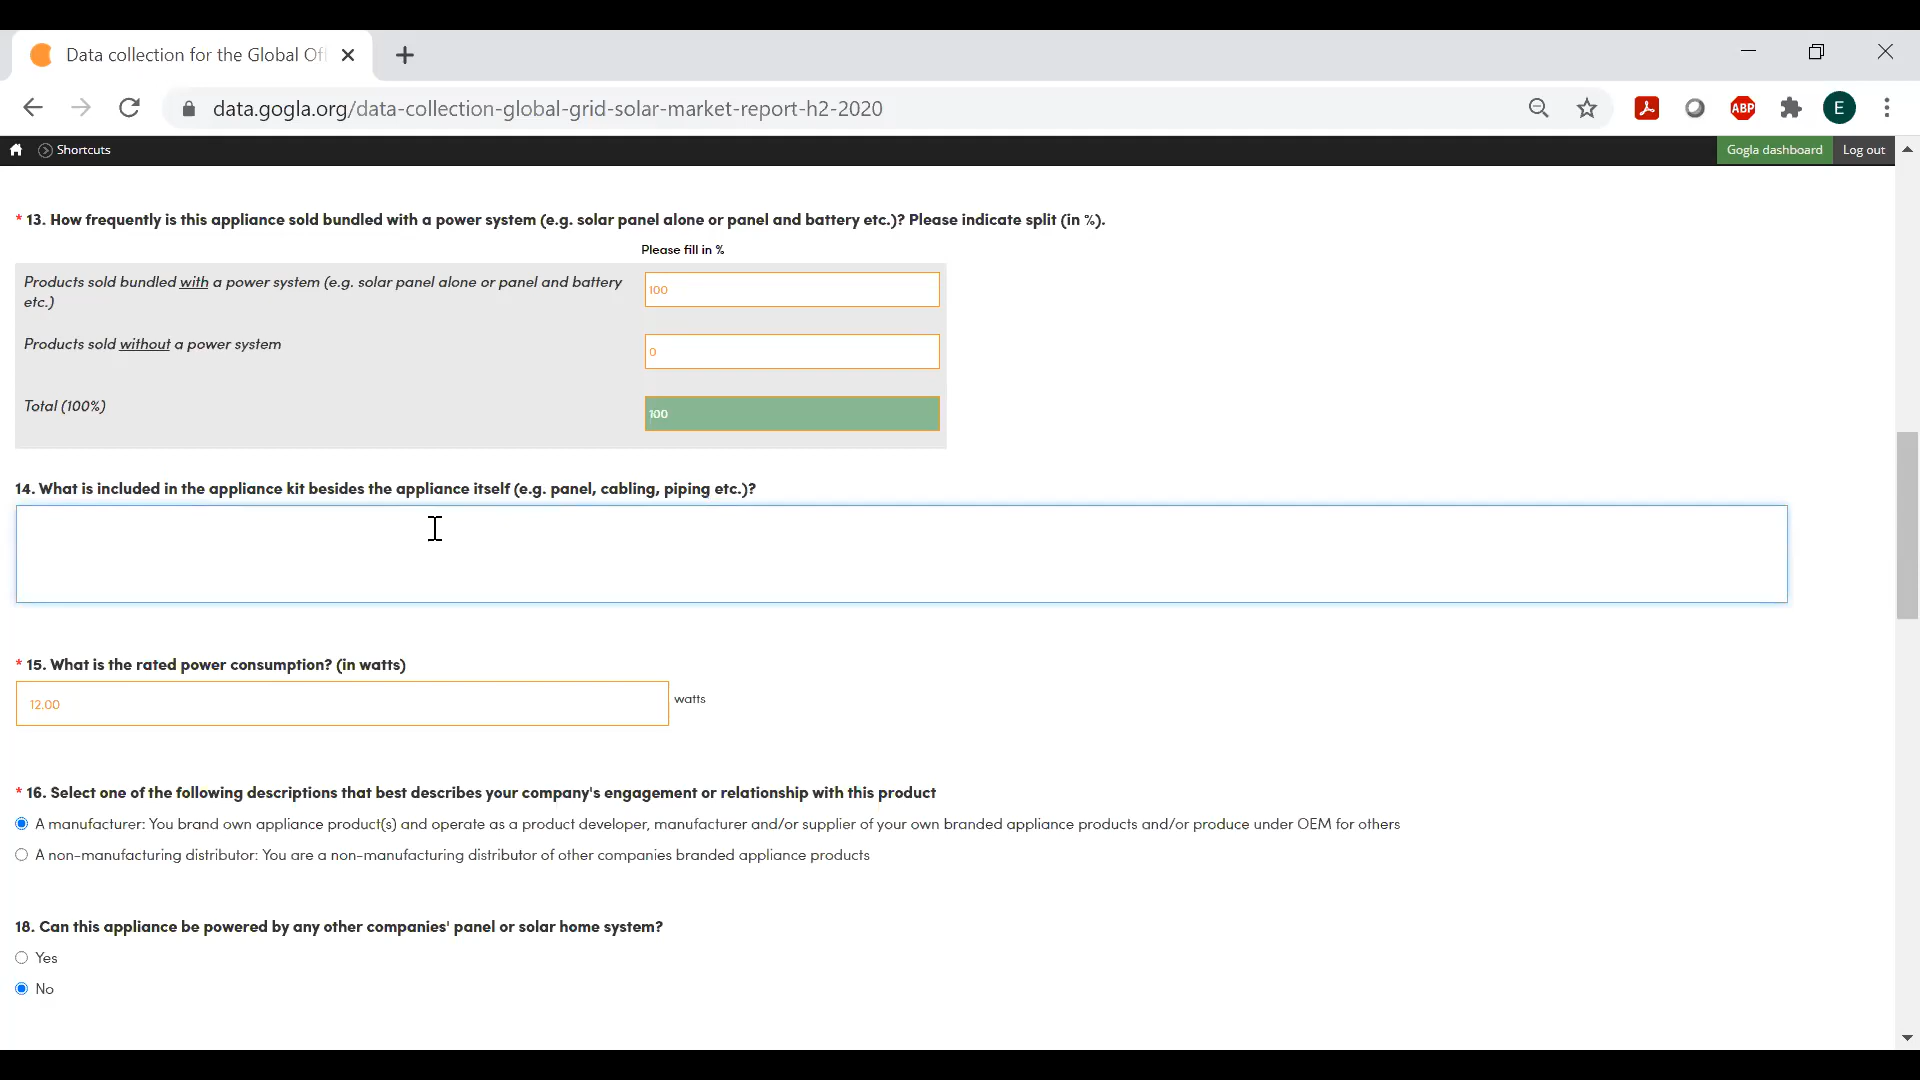 Data collection for the Global Of
data.gogla.org/data-collection-global-grid-solar-market-report-h2-2020
ABP
E
Shortcuts
Gogla dashboard
Log out
* 13. How frequently is this appliance sold bundled with a power system (e.g. solar panel alone or panel and battery etc.)? Please indicate split (in %).
Please fill in %
Products sold bundled with a power system (e.g. solar panel alone or panel and battery
etc.)
100
Products sold without a power system
0
Total (100%)
100
14. What is included in the appliance kit besides the appliance itself (e.g. panel, cabling, piping etc.)?
* 15. What is the rated power consumption? (in watts)
12.00
watts
* 16. Select one of the following descriptions that best describes your company's engagement or relationship with this product
A manufacturer: You brand own appliance product(s) and operate as a product developer, manufacturer and/or supplier of your own branded appliance products and/or produce under OEM for others
A non-manufacturing distributor: You are a non-manufacturing distributor of other companies branded appliance products
18. Can this appliance be powered by any other companies' panel or solar home system?
Yes
No